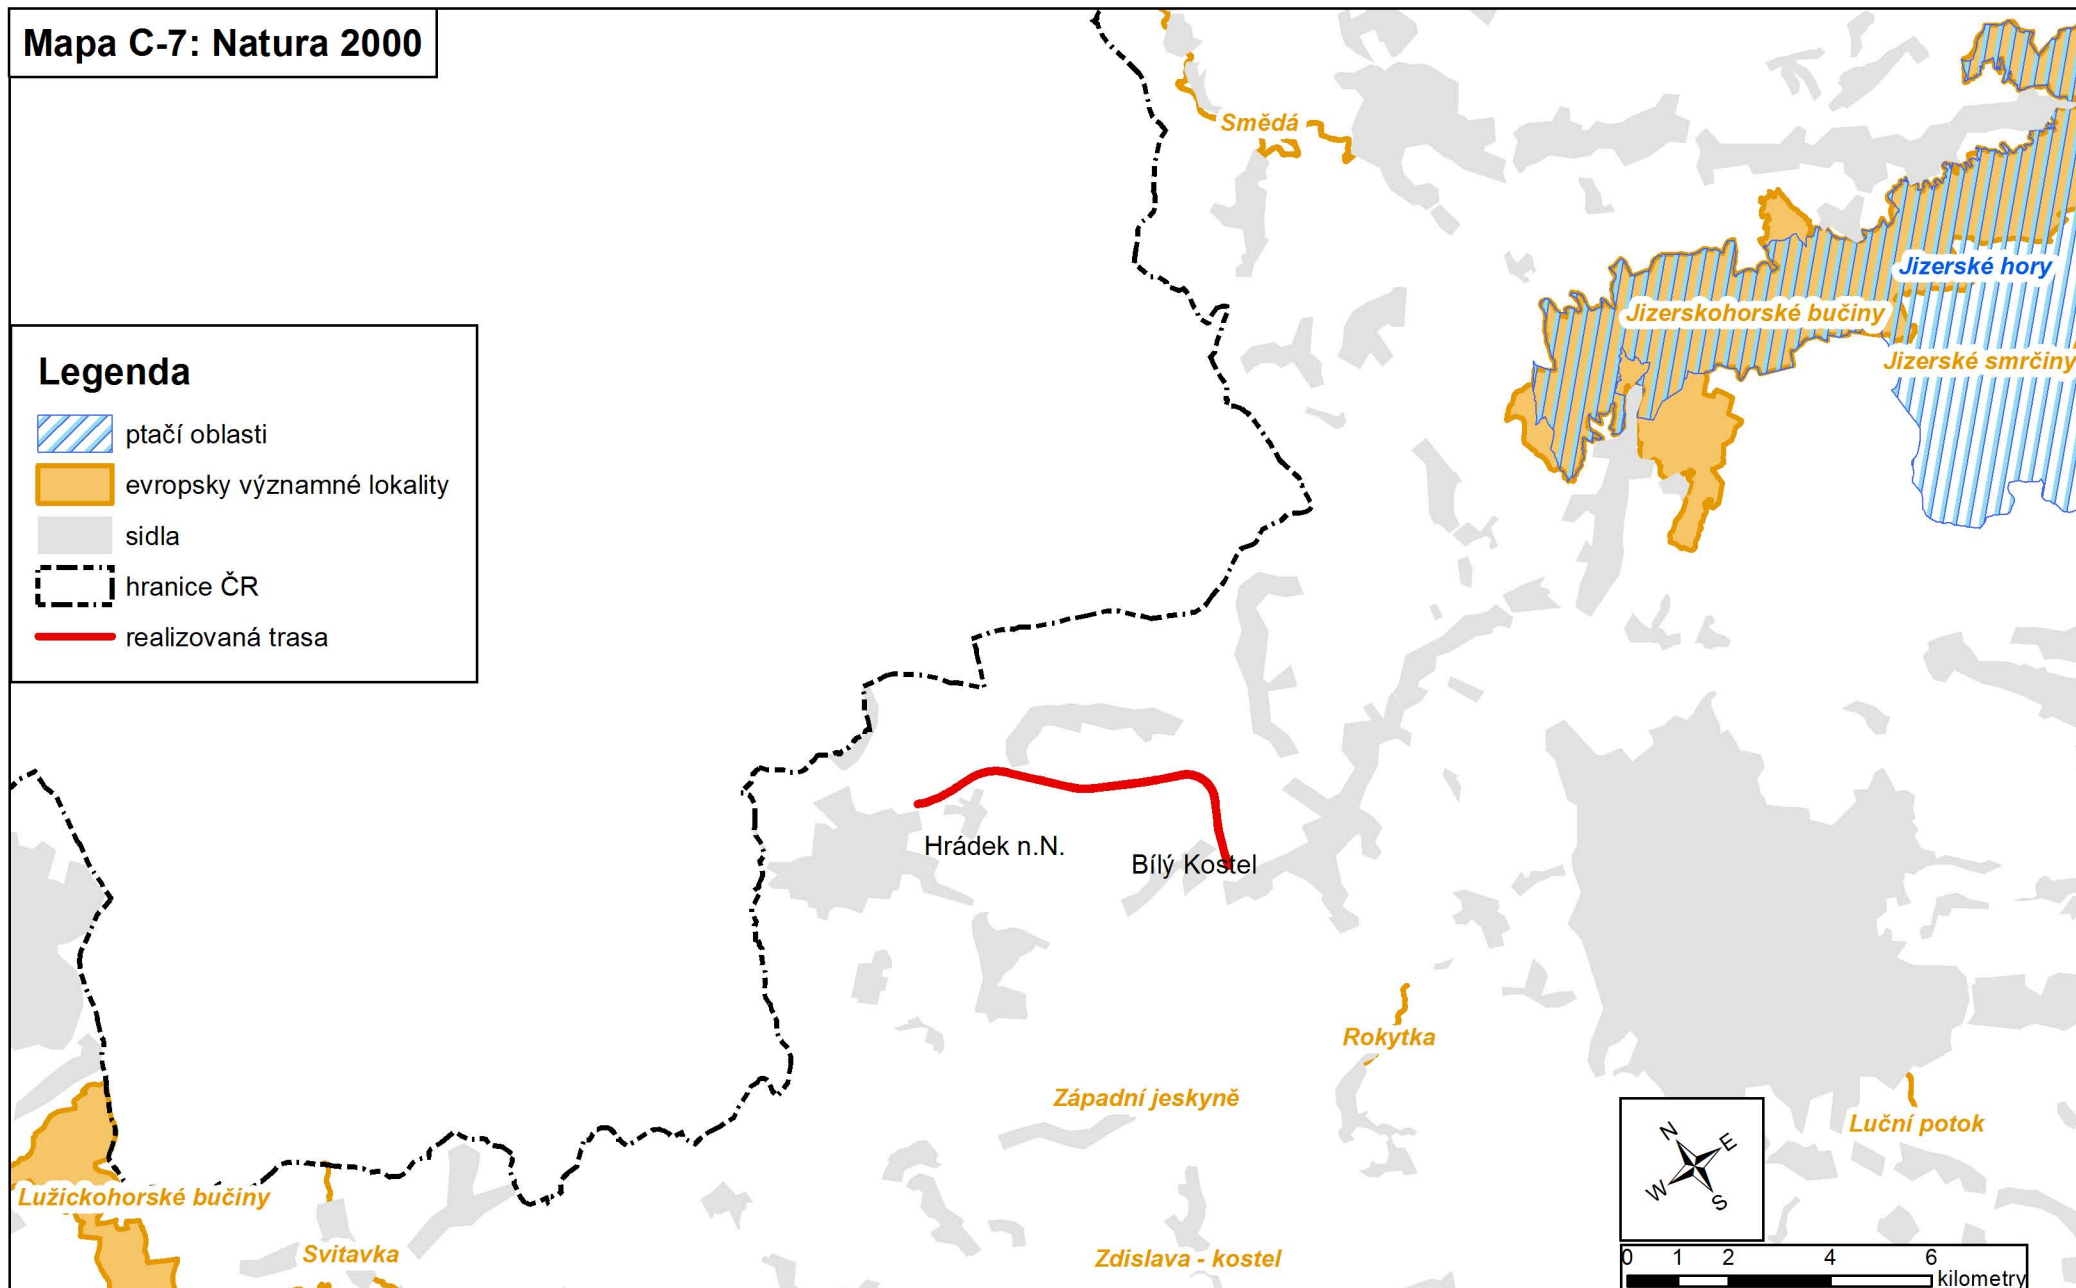 Mapa C-7: Natura 2000
Smědá
Jizerské hory
Jizerskohorské bučiny
Jizerské smrčiny
Legenda
ptačí oblasti
evropsky významné lokality
sidla
hranice ČR
realizovaná trasa
Hrádek n.N.
Bílý Kostel
Rokytka
Západní jeskyně
Luční potok
Lužickohorské bučiny
Svitavka
Zdislava - kostel
N
E
W
S
0 1 2 4 6
kilometry